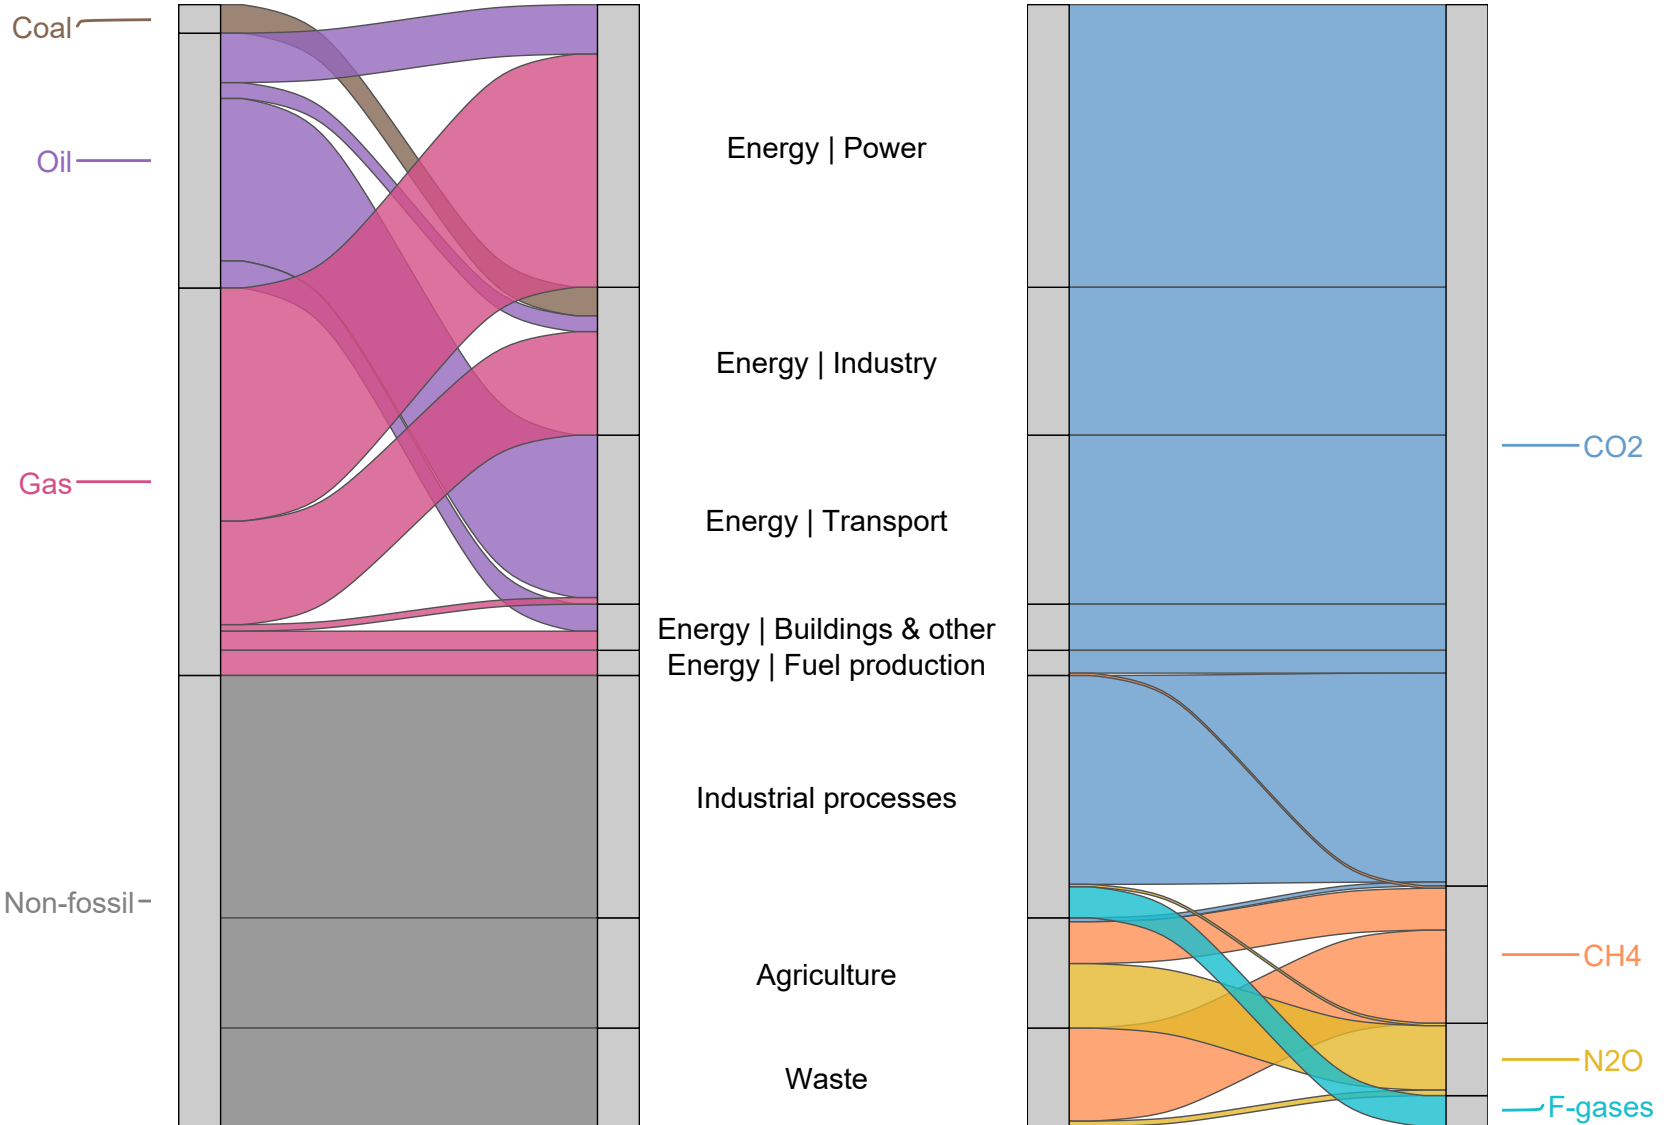 Coal
Oil
Gas
Non-fossil
Energy | Power
Energy | Industry
Energy | Transport
Energy | Buildings & other
Energy | Fuel production
Industrial processes
Agriculture
Waste
CO2
CH4
N2O
F-gases